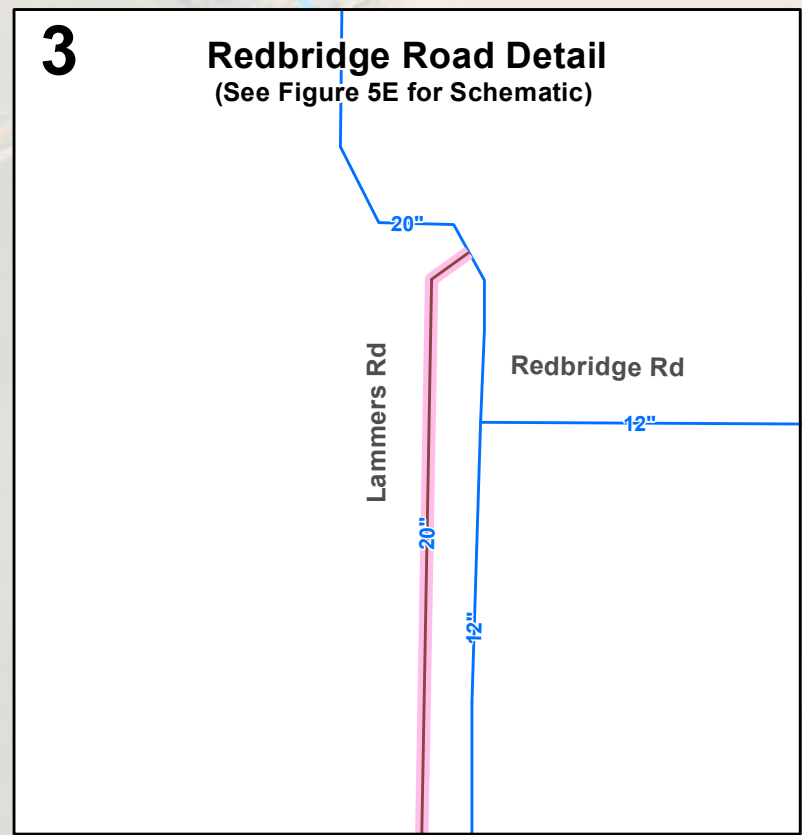 3
Redbridge Road Detail
(See Figure 5E for Schematic)
20"
Lammers Rd
Redbridge Rd
12"
20"
12"